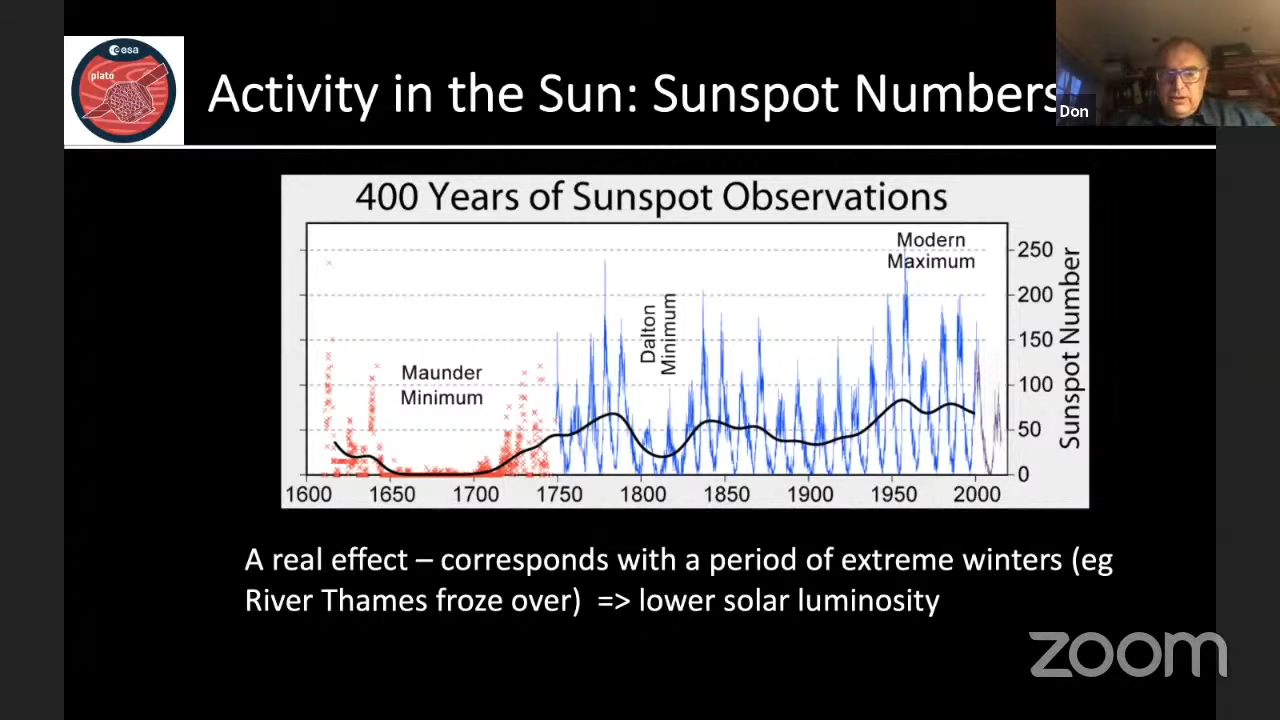 esa
plato
Activity in the Sun: Sunspot Numbers
Don
400 Years of Sunspot Observations
Modern
Maximum
Dalton
Minimum
Maunder
Minimum
250
200
150
100
50
0
Sunspot Number
1600 1650 1700 1750 1800 1850 1900 1950 2000
A real effect – corresponds with a period of extreme winters (eg
River Thames froze over)  => lower solar luminosity
zoom